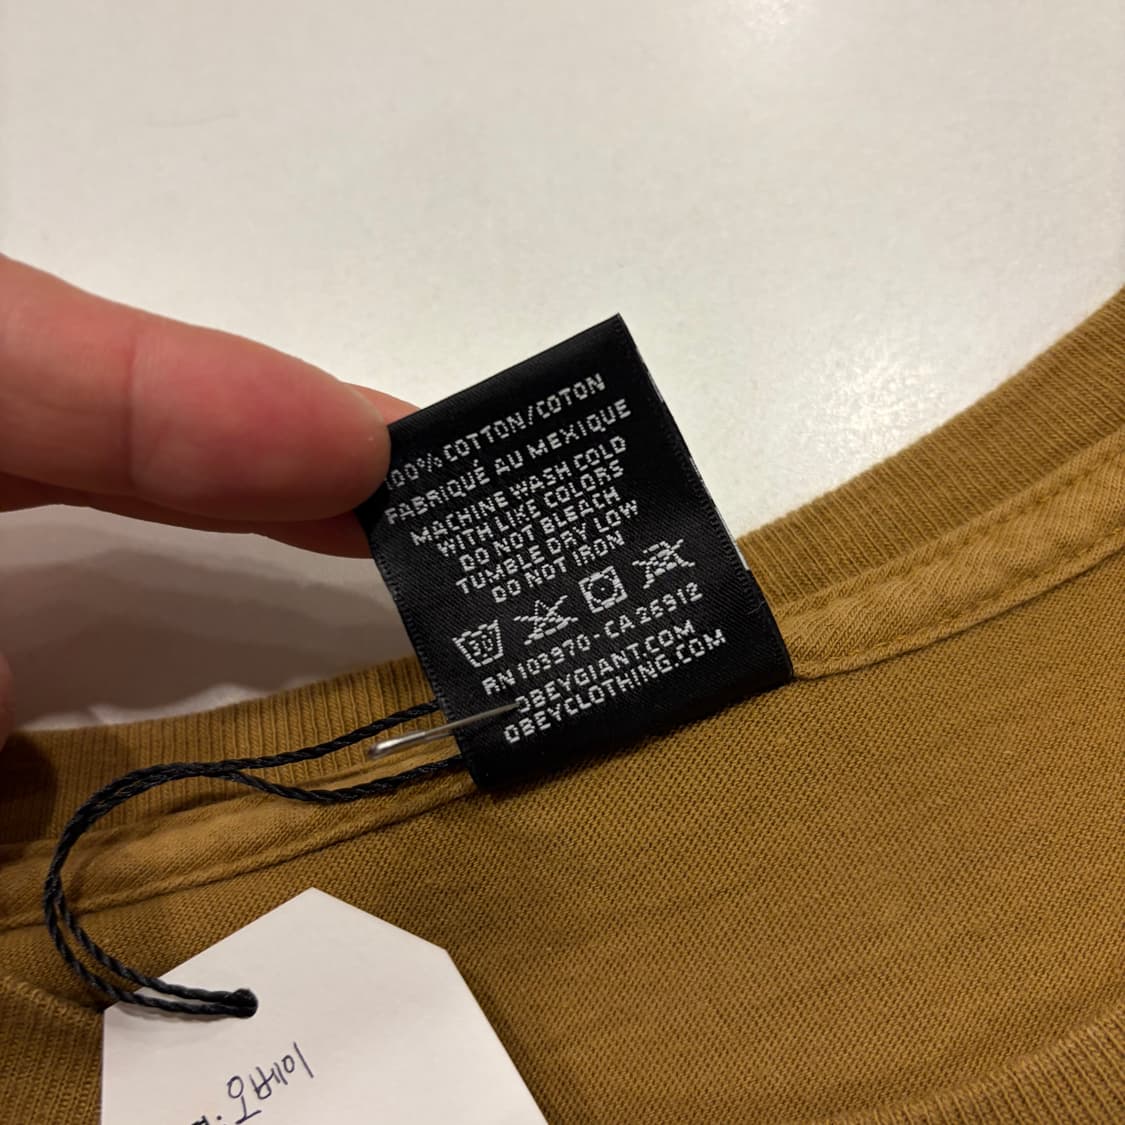 100% COTTON/COTON
FABRIQUÉ AU MEXIQUE
MACHINE WASH COLD
WITH LIKE COLORS
DO NOT BLEACH
TUMBLE DRY LOW
DO NOT IRON
30
RN 103970 - CA 26912
OBEYGIANT.COM
OBEYCLOTHING.COM